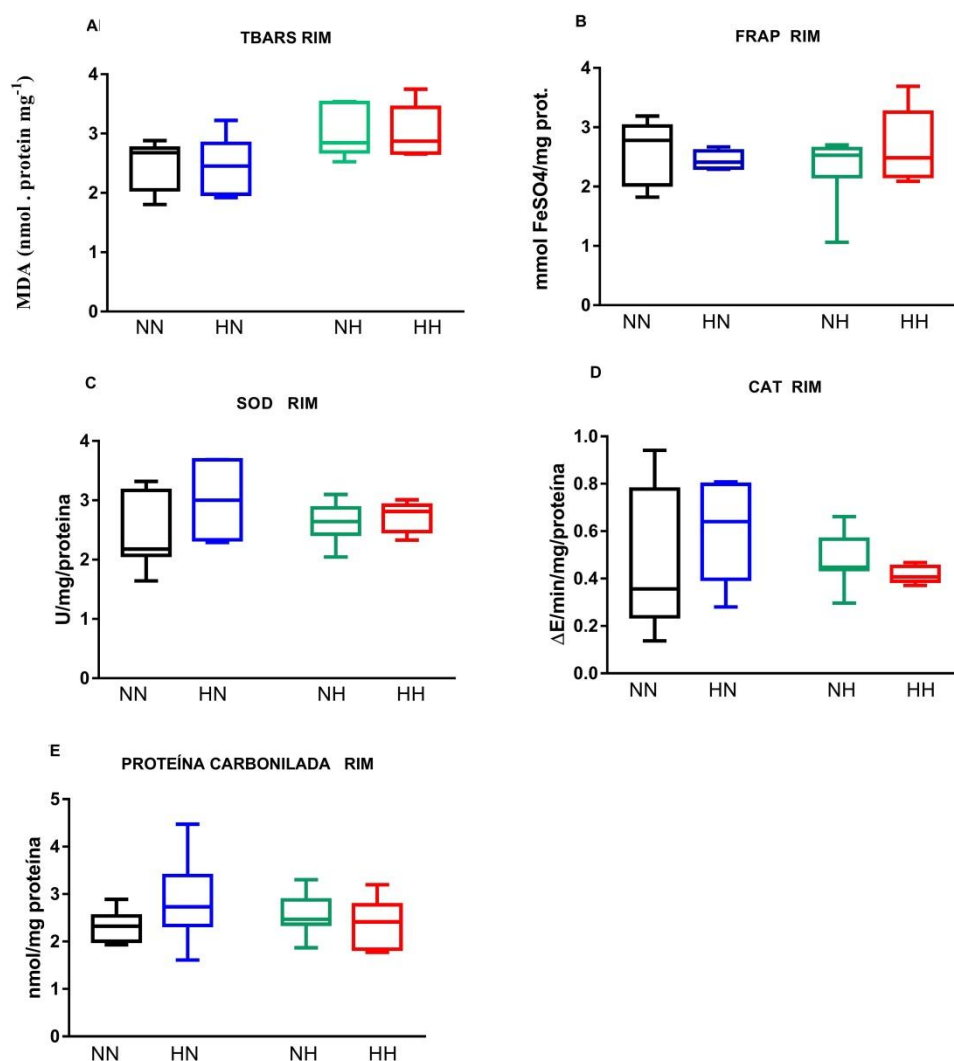 A
TBARS RIM
MDA (nmol . protein mg-1)
4
3
2
1
0
NN HN NH HH
B
FRAP RIM
mmol FeSO4/mg prot.
4
3
2
1
0
NN HN NH HH
C
SOD RIM
U/mg/proteina
4
3
2
1
0
NN HN NH HH
D
CAT RIM
ΔE/min/mg/proteína
1.0
0.8
0.6
0.4
0.2
0.0
NN HN NH HH
E
PROTEÍNA CARBONILADA RIM
nmol/mg proteína
5
4
3
2
1
0
NN HN NH HH